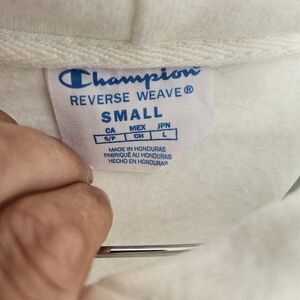 Champion
REVERSE WEAVE®
SMALL
CA MEX JPN
S/P CH L
MADE IN HONDURAS
FABRIQUÉ AU HONDURAS
HECHO EN HONDURAS